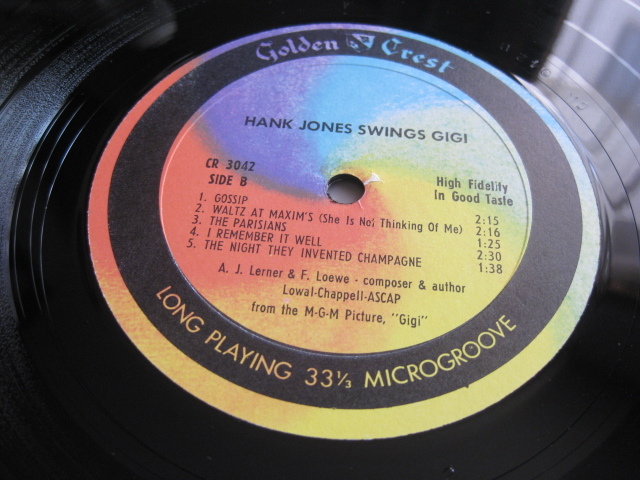 Golden Crest
HANK JONES SWINGS GIGI
CR 3042
SIDE B
High Fidelity
In Good Taste
1. GOSSIP 2:15
2. WALTZ AT MAXIM'S (She Is Not Thinking Of Me) 2:16
3. THE PARISIANS 1:25
4. I REMEMBER IT WELL 2:30
5. THE NIGHT THEY INVENTED CHAMPAGNE 1:38
A. J. Lerner & F. Loewe - composer & author
Lowal-Chappell-ASCAP
from the M-G-M Picture, "Gigi"
LONG PLAYING 33⅓ MICROGROOVE